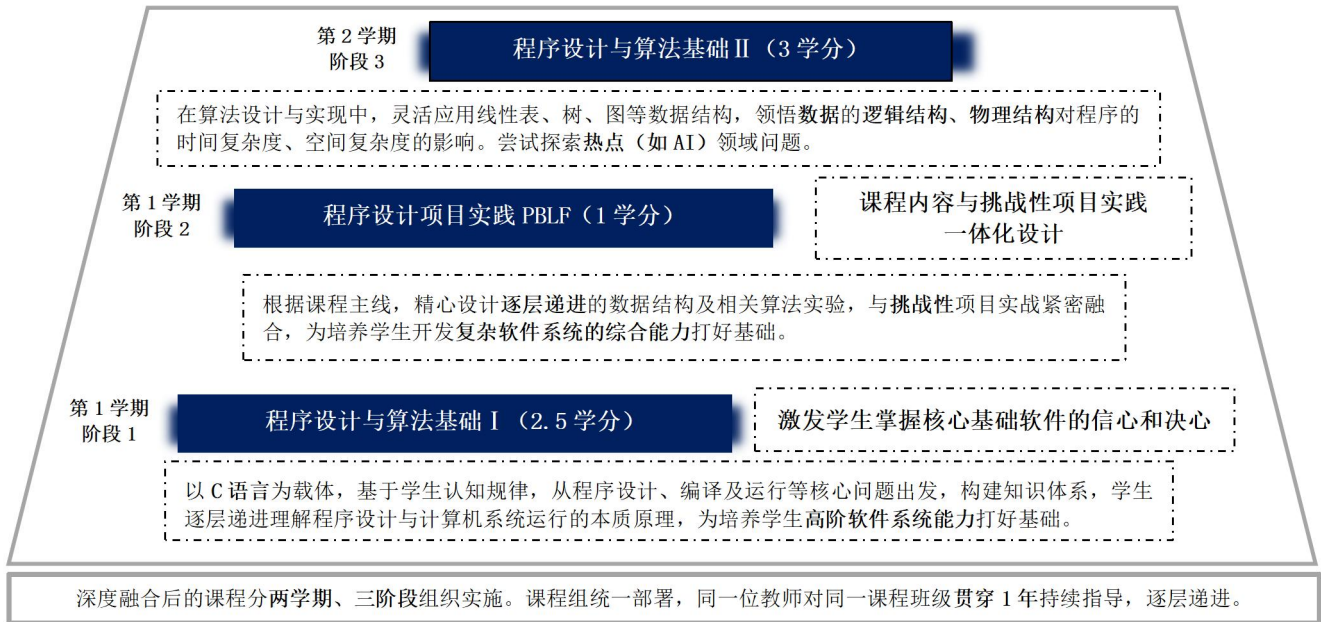 第 2 学期
阶段 3
程序设计与算法基础Ⅱ（3 学分）
在算法设计与实现中，灵活应用线性表、树、图等数据结构，领悟数据的逻辑结构、物理结构对程序的
时间复杂度、空间复杂度的影响。尝试探索热点（如 AI）领域问题。
第 1 学期
阶段 2
程序设计项目实践 PBLF（1 学分）
课程内容与挑战性项目实践
一体化设计
根据课程主线，精心设计逐层递进的数据结构及相关算法实验，与挑战性项目实战紧密融
合，为培养学生开发复杂软件系统的综合能力打好基础。
第 1 学期
阶段 1
程序设计与算法基础Ⅰ（2.5 学分）
激发学生掌握核心基础软件的信心和决心
以 C 语言为载体，基于学生认知规律，从程序设计、编译及运行等核心问题出发，构建知识体系，学生
逐层递进理解程序设计与计算机系统运行的本质原理，为培养学生高阶软件系统能力打好基础。
深度融合后的课程分两学期、三阶段组织实施。课程组统一部署，同一位教师对同一课程班级贯穿 1 年持续指导，逐层递进。